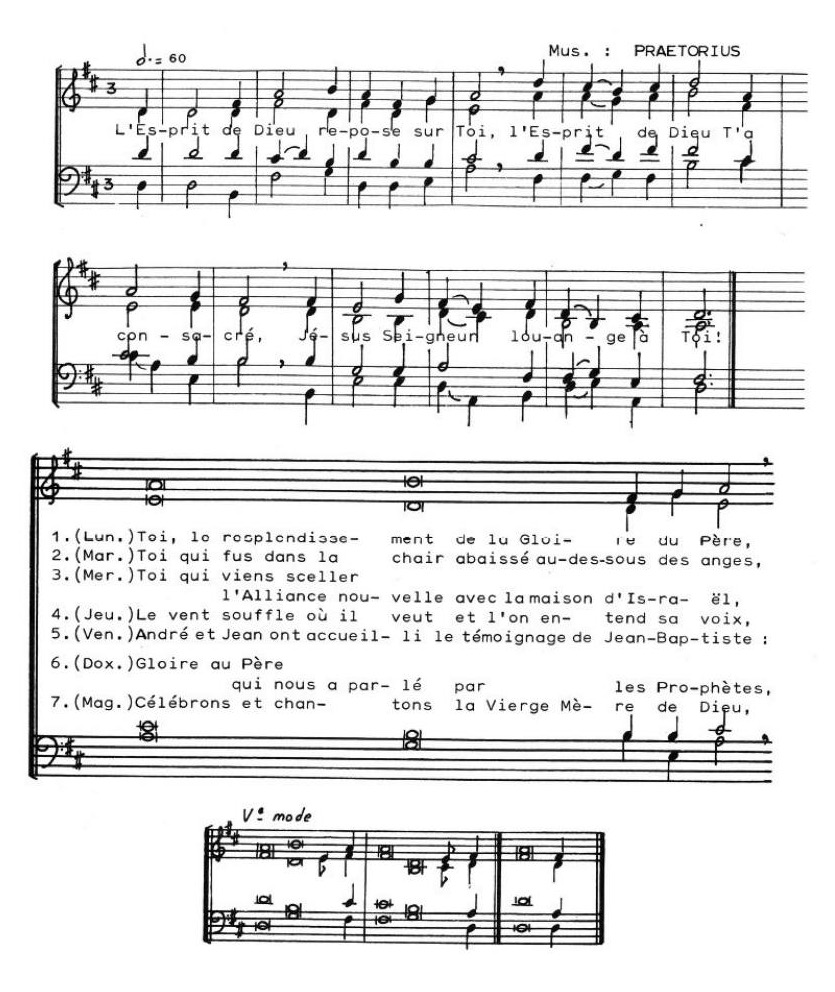 𝅗𝅥. = 60
Mus. : PRAETORIUS
3
L'Es-prit de Dieu re-po-se sur Toi, l'Es-prit de Dieu T'a
3
con - sa- cré, Jé- sus Sei-gneur lou-an - ge à Toi!
1.(Lun.)Toi, le resplendisse- ment de la Gloi- re du Père,
2.(Mar.)Toi qui fus dans la chair abaissé au-des-sous des anges,
3.(Mer.)Toi qui viens sceller
l'Alliance nou- velle avec la maison d'Is-ra- ël,
4.(Jeu.)Le vent souffle où il veut et l'on en- tend sa voix,
5.(Ven.)André et Jean ont accueil- li le témoignage de Jean-Bap-tiste :
6.(Dox.)Gloire au Père
qui nous a par- lé par les Pro-phètes,
7.(Mag.)Célébrons et chan- tons la Vierge Mè- re de Dieu,
Ve mode